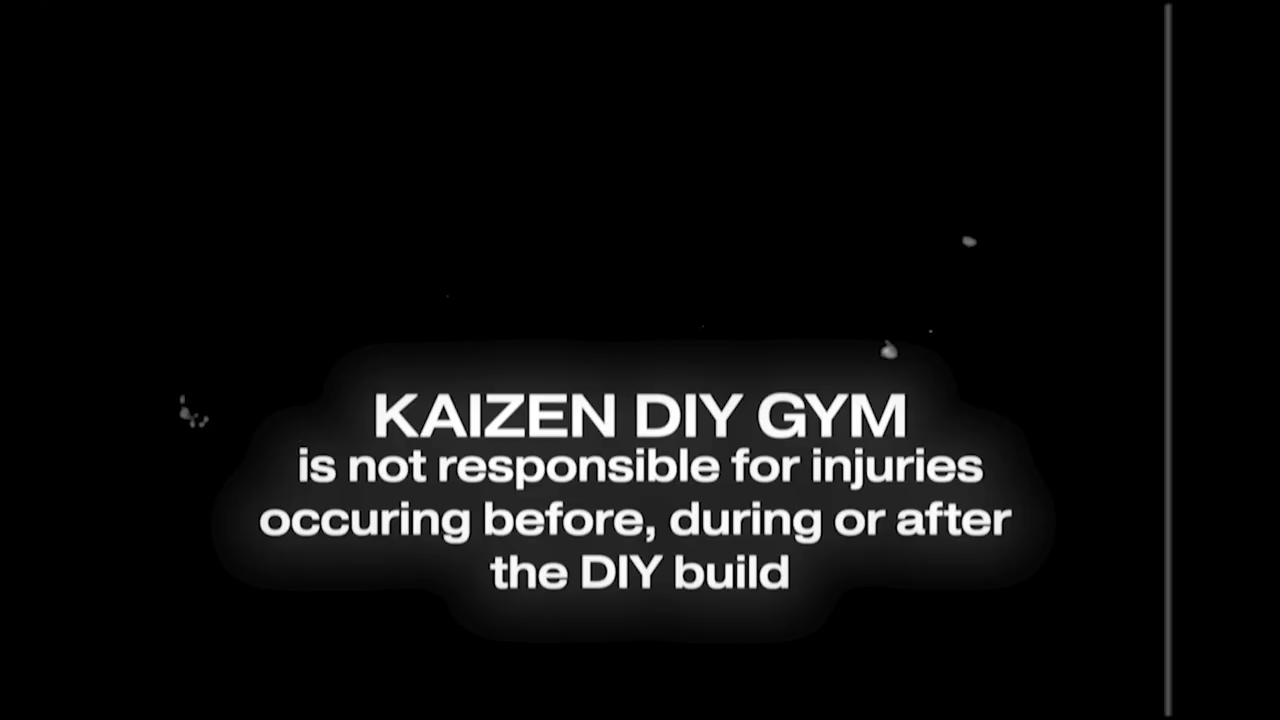 KAIZEN DIY GYM
is not responsible for injuries
occuring before, during or after
the DIY build